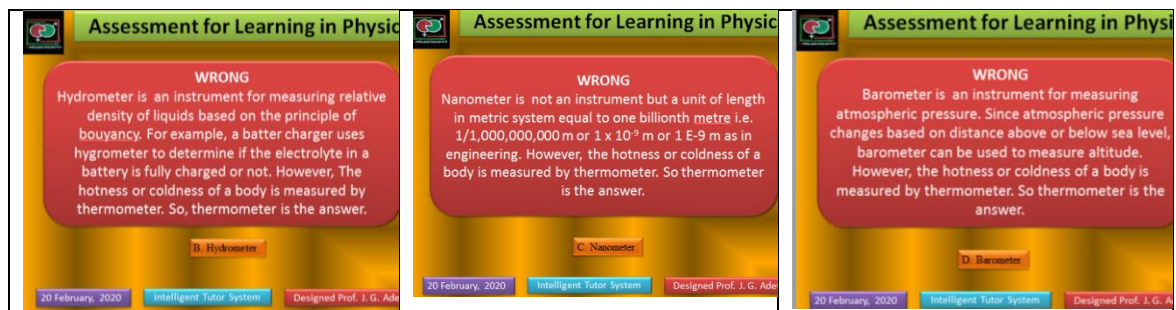 Assessment for Learning in Physic
WRONG
Hydrometer is an instrument for measuring relative
density of liquids based on the principle of
bouyancy. For example, a batter charger uses
hygrometer to determine if the electrolyte in a
battery is fully charged or not. However, The
hotness or coldness of a body is measured by
thermometer. So, thermometer is the answer.
B. Hydrometer
20 February, 2020
Intelligent Tutor System
Designed Prof. J. G. Ade
Assessment for Learning in Physic
WRONG
Nanometer is not an instrument but a unit of length
in metric system equal to one billionth metre i.e.
1/1,000,000,000 m or 1 x 10⁻⁹ m or 1 E-9 m as in
engineering. However, the hotness or coldness of a
body is measured by thermometer. So thermometer
is the answer.
C. Nanometer
20 February, 2020
Intelligent Tutor System
Designed Prof. J. G. Ade
Assessment for Learning in Physi
WRONG
Barometer is an instrument for measuring
atmospheric pressure. Since atmospheric pressure
changes based on distance above or below sea level,
barometer can be used to measure altitude.
However, the hotness or coldness of a body is
measured by thermometer. So thermometer is the
answer.
D. Barometer
20 February, 2020
Intelligent Tutor System
Designed Prof. J. G. A